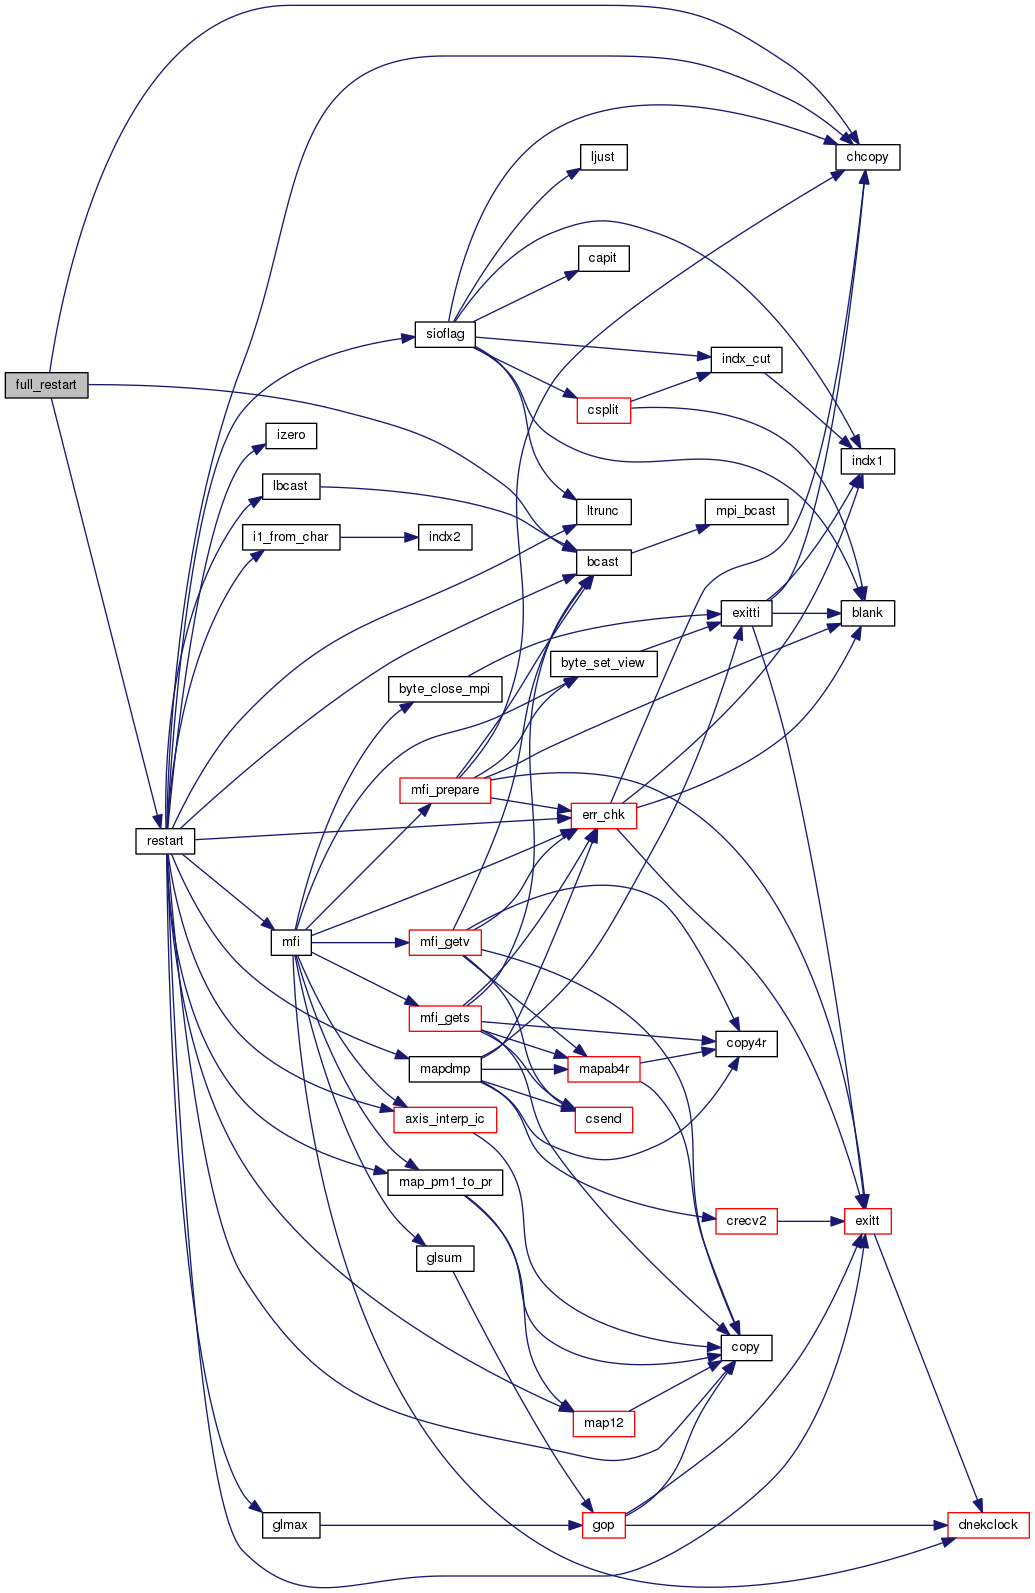 chcopy
ljust
capit
sioflag
indx_cut
full_restart
csplit
izero
indx1
lbcast
ltrunc
mpi_bcast
i1_from_char
indx2
bcast
exitti
blank
byte_set_view
byte_close_mpi
mfi_prepare
err_chk
restart
mfi
mfi_getv
mfi_gets
copy4r
mapdmp
mapab4r
axis_interp_ic
csend
map_pm1_to_pr
crecv2
exitt
glsum
copy
map12
glmax
gop
dnekclock